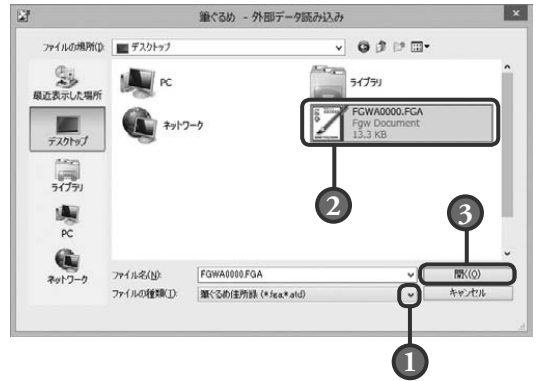 筆ぐるめ - 外部データ読み込み
ファイルの場所(I):
デスクトップ
最近表示した場所
デスクトップ
ライブラリ
PC
ネットワーク
PC
ライブラリ
ネットワーク
FGWA0000.FGA
Fgw Document
13.3 KB
2
3
ファイル名(N):
FGWA0000.FGA
開く(O)
ファイルの種類(T):
筆ぐるめ住所録 (*.fga;*.atd)
キャンセル
1